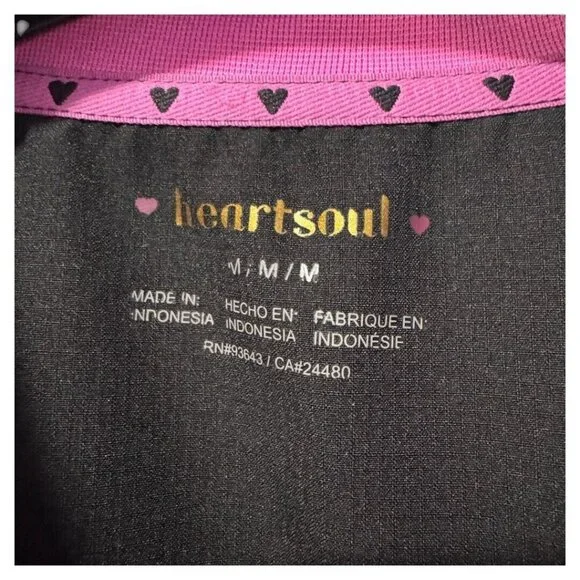 heartsoul
M / M / M
MADE IN: HECHO EN: FABRIQUE EN:
INDONESIA INDONESIA INDONÉSIE
RN#93643 / CA#24480